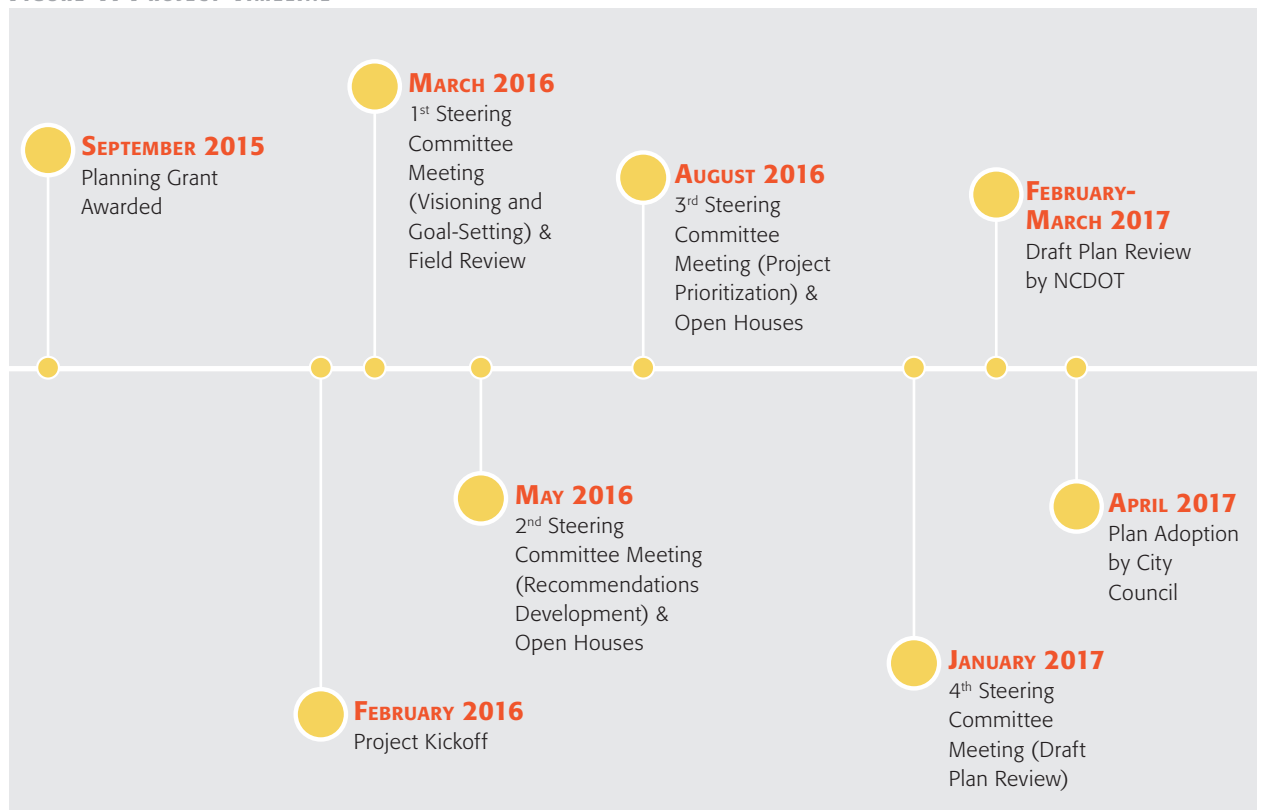 SEPTEMBER 2015
Planning Grant
Awarded
FEBRUARY 2016
Project Kickoff
MARCH 2016
1st Steering
Committee
Meeting
(Visioning and
Goal-Setting) &
Field Review
MAY 2016
2nd Steering
Committee Meeting
(Recommendations
Development) &
Open Houses
AUGUST 2016
3rd Steering
Committee
Meeting (Project
Prioritization) &
Open Houses
JANUARY 2017
4th Steering
Committee
Meeting (Draft
Plan Review)
FEBRUARY-
MARCH 2017
Draft Plan Review
by NCDOT
APRIL 2017
Plan Adoption
by City
Council